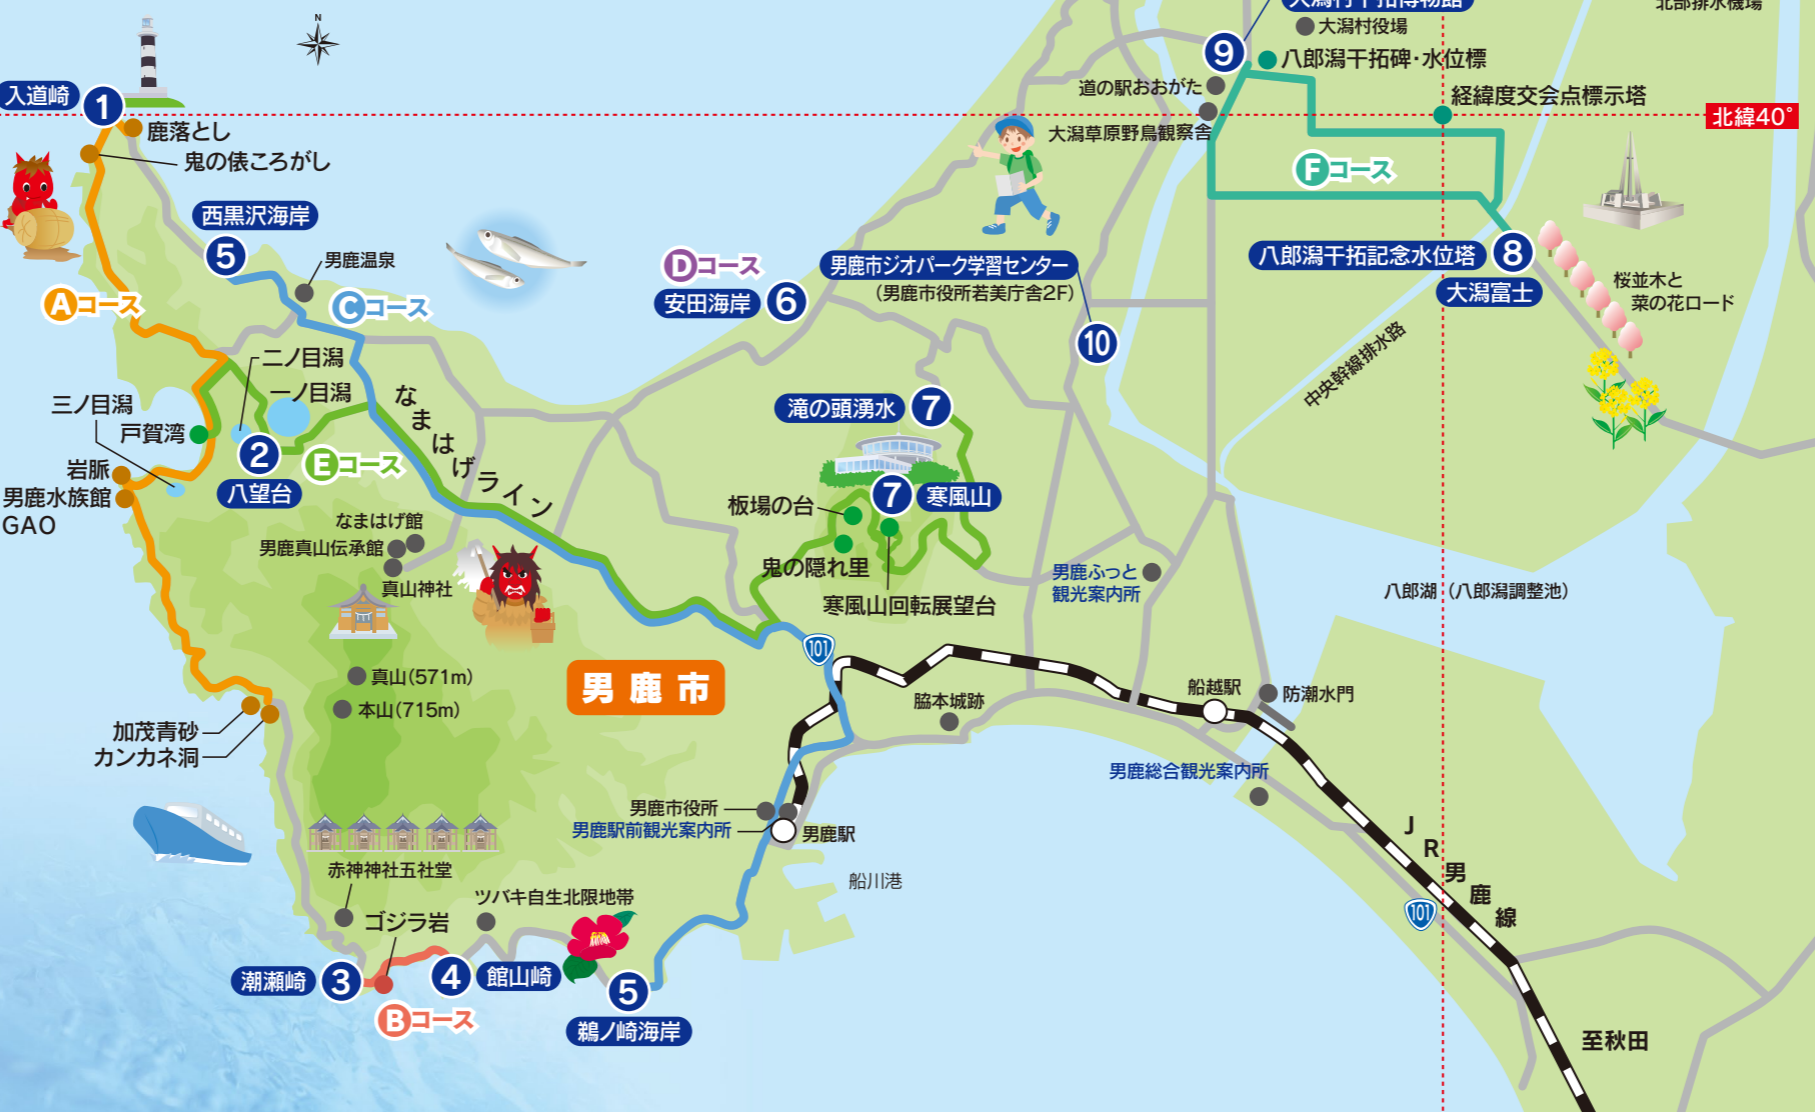 N
大潟村干拓博物館
北部排水機場
大潟村役場
9
八郎潟干拓碑・水位標
入道崎
1
道の駅おおがた
経緯度交会点標示塔
北緯40°
鹿落とし
大潟草原野鳥観察舎
鬼の俵ころがし
Fコース
西黒沢海岸
5
男鹿温泉
Dコース
安田海岸
6
男鹿市ジオパーク学習センター
（男鹿市役所若美庁舎2F）
10
八郎潟干拓記念水位塔
8
大潟富士
桜並木と
菜の花ロード
Aコース
Cコース
中央幹線排水路
二ノ目潟
一ノ目潟
三ノ目潟
戸賀湾
2
八望台
Eコース
なまはげライン
滝の頭湧水
7
岩脈
男鹿水族館
GAO
7
寒風山
板場の台
鬼の隠れ里
寒風山回転展望台
なまはげ館
男鹿真山伝承館
真山神社
男鹿ふっと
観光案内所
八郎湖（八郎潟調整池）
101
男鹿市
真山(571m)
本山(715m)
脇本城跡
船越駅
防潮水門
加茂青砂
カンカネ洞
男鹿総合観光案内所
男鹿市役所
男鹿駅前観光案内所
男鹿駅
JR男鹿線
101
赤神神社五社堂
船川港
ツバキ自生北限地帯
ゴジラ岩
潮瀬崎
3
4
館山崎
5
Bコース
鵜ノ崎海岸
至秋田